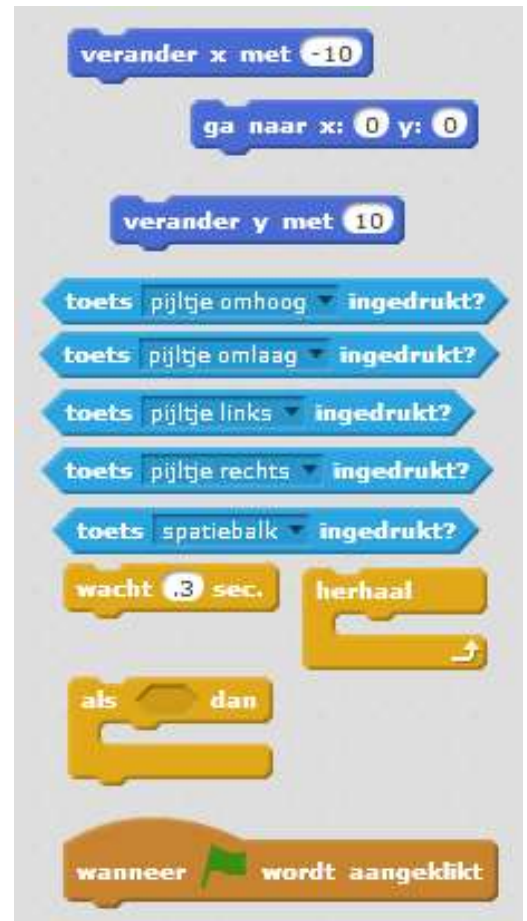 verander x met -10
ga naar x: 0 y: 0
verander y met 10
toets pijltje omhoog ingedrukt?
toets pijltje omlaag ingedrukt?
toets pijltje links ingedrukt?
toets pijltje rechts ingedrukt?
toets spatiebalk ingedrukt?
wacht .3 sec.
herhaal
als dan
wanneer wordt aangeklikt